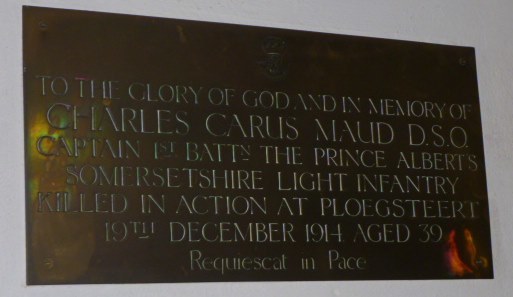 TO THE GLORY OF GOD AND IN MEMORY OF
CHARLES CARUS MAUD D.S.O.
CAPTAIN 1ST BATTN THE PRINCE ALBERT'S
SOMERSETSHIRE LIGHT INFANTRY
KILLED IN ACTION AT PLOEGSTEERT
19TH DECEMBER 1914 AGED 39
Requiescat in Pace